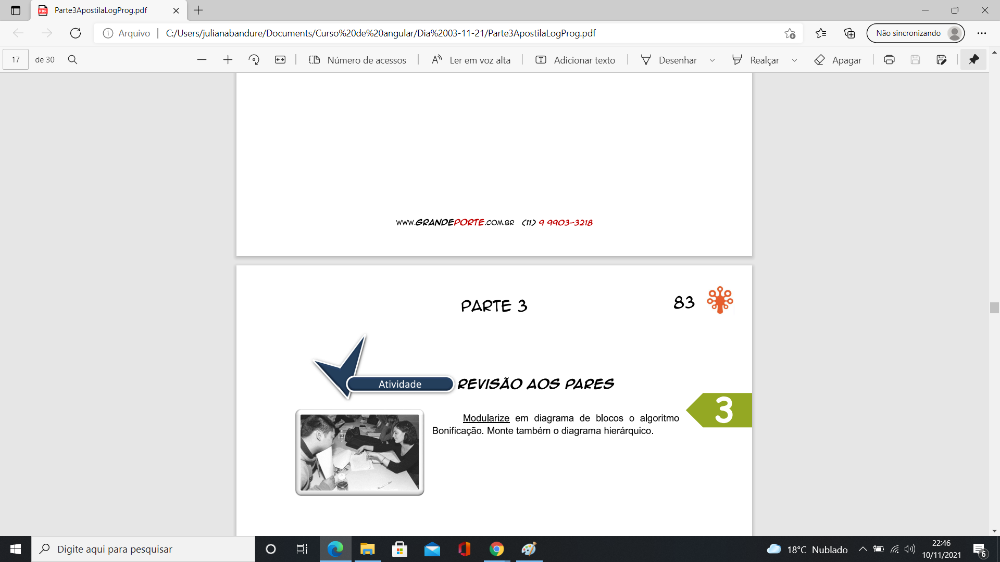 Parte3ApostilaLogProg.pdf
Arquivo
C:/Users/julianabandure/Documents/Curso%20de%20angular/Dia%2003-11-21/Parte3ApostilaLogProg.pdf
Não sincronizando
17 de 30
Número de acessos
Ler em voz alta
Adicionar texto
Desenhar
Realçar
Apagar
WWW.GRANDEPORTE.COM.BR (11) 9 9903-3218
PARTE 3
83
Atividade
REVISÃO AOS PARES
3
Modularize em diagrama de blocos o algoritmo
Bonificação. Monte também o diagrama hierárquico.
Digite aqui para pesquisar
18°C Nublado
22:46
10/11/2021
6